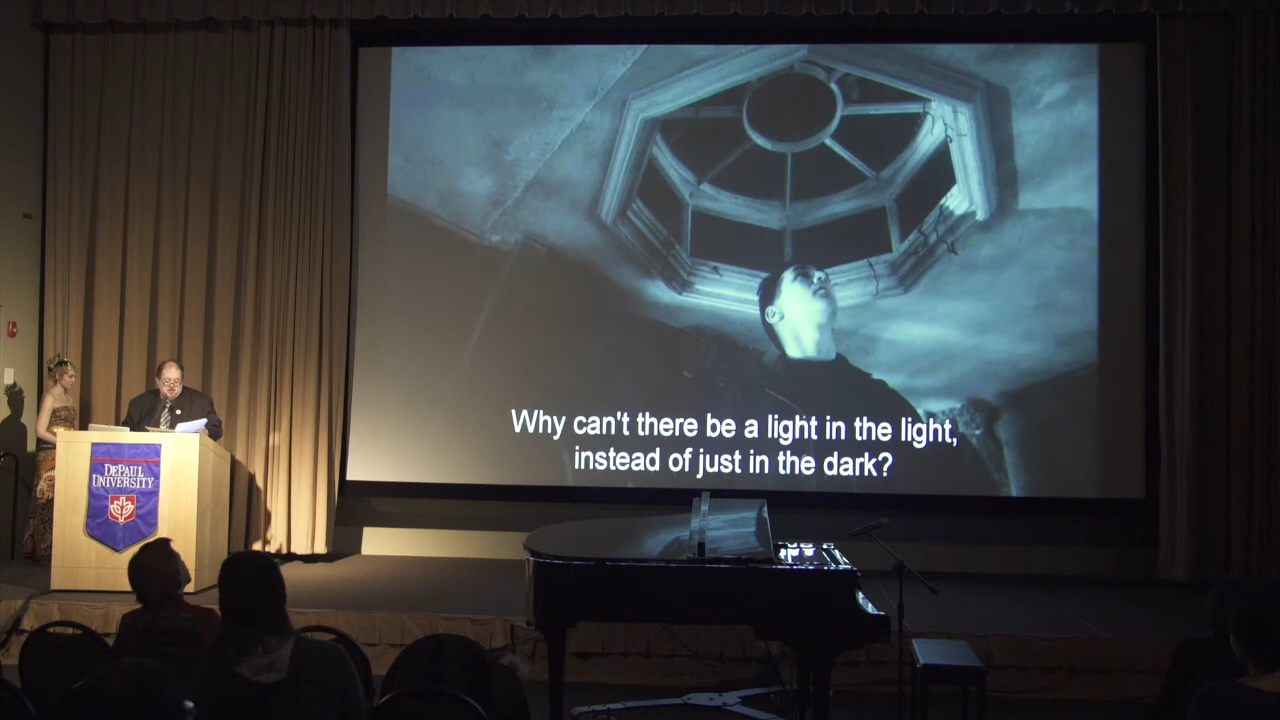 DEPAUL
UNIVERSITY
Why can't there be a light in the light,
instead of just in the dark?